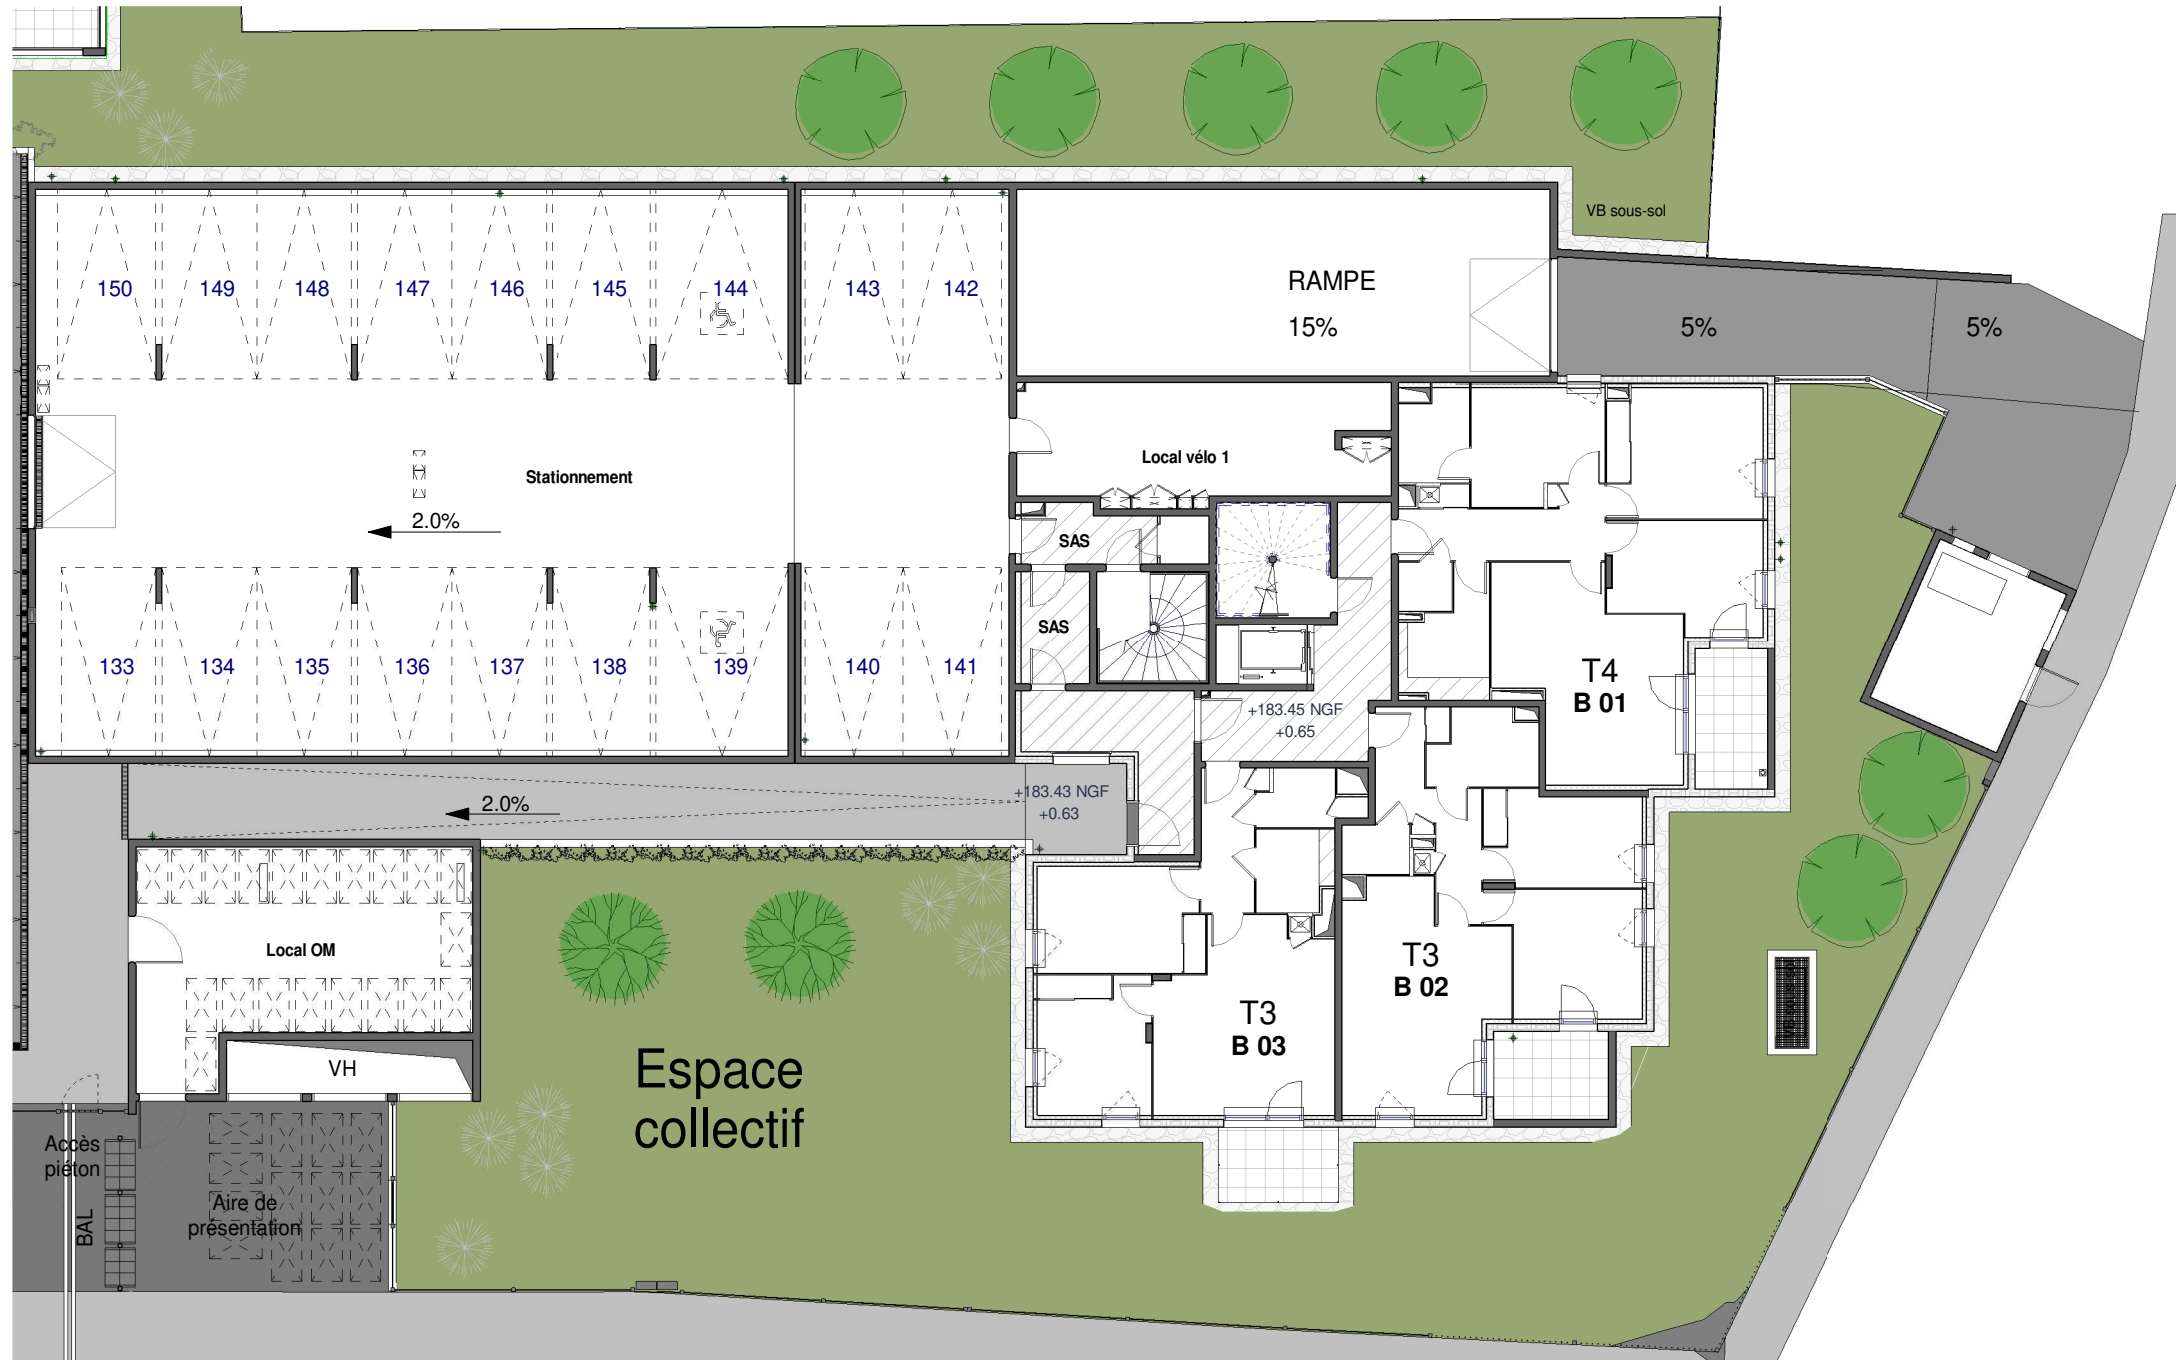 VB sous-sol
150
149
148
147
146
145
144
143
142
RAMPE
15%
5%
5%
Local vélo 1
Stationnement
2.0%
SAS
SAS
133
134
135
136
137
138
139
140
141
T4
B 01
+183.45 NGF
+0.65
2.0%
+183.43 NGF
+0.63
Local OM
T3
B 02
T3
B 03
VH
Espace
collectif
Accès
piéton
BAL
Aire de
présentation